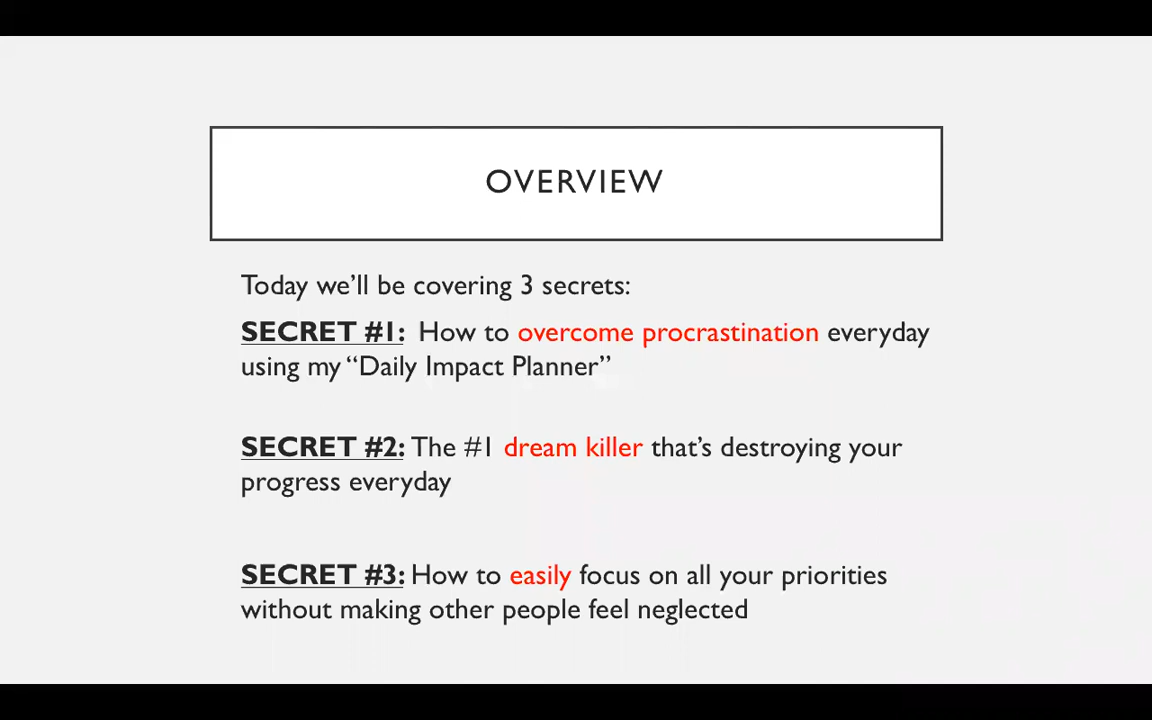 OVERVIEW
Today we’ll be covering 3 secrets:
SECRET #1:  How to overcome procrastination everyday
using my “Daily Impact Planner”
SECRET #2: The #1 dream killer that’s destroying your
progress everyday
SECRET #3: How to easily focus on all your priorities
without making other people feel neglected